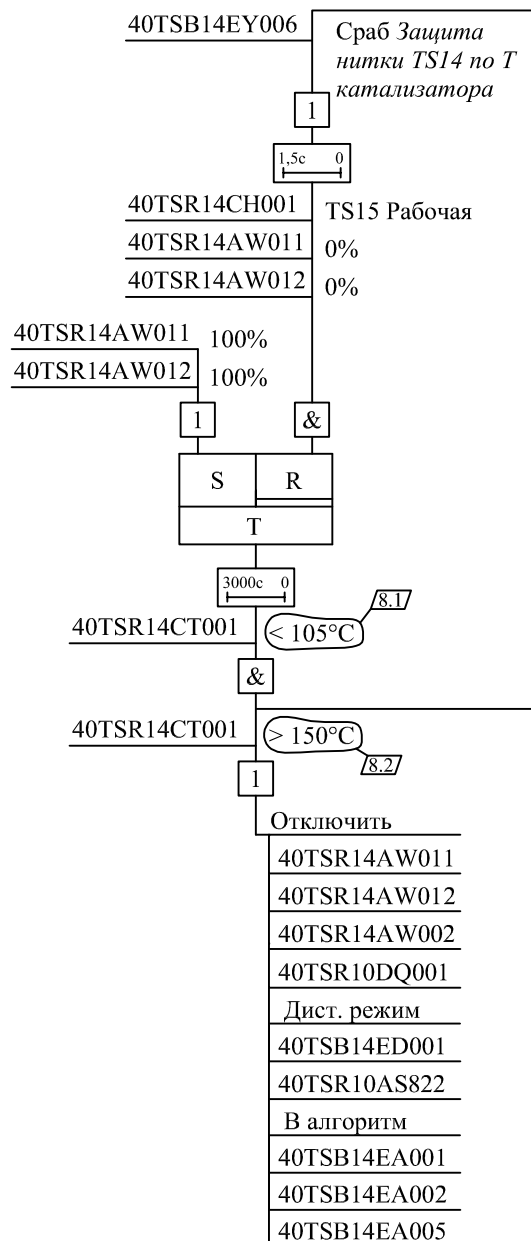 40TSB14EY006
Сраб Защита
нитки TS14 по Т
катализатора
1
1,5с 0
40TSR14CH001 TS15 Рабочая
40TSR14AW011 0%
40TSR14AW012 0%
40TSR14AW011 100%
40TSR14AW012 100%
1 &
S R
T
3000с 0
8.1
40TSR14CT001 < 105°C
&
40TSR14CT001 > 150°C
8.2
1
Отключить
40TSR14AW011
40TSR14AW012
40TSR14AW002
40TSR10DQ001
Дист. режим
40TSB14ED001
40TSR10AS822
В алгоритм
40TSB14EA001
40TSB14EA002
40TSB14EA005